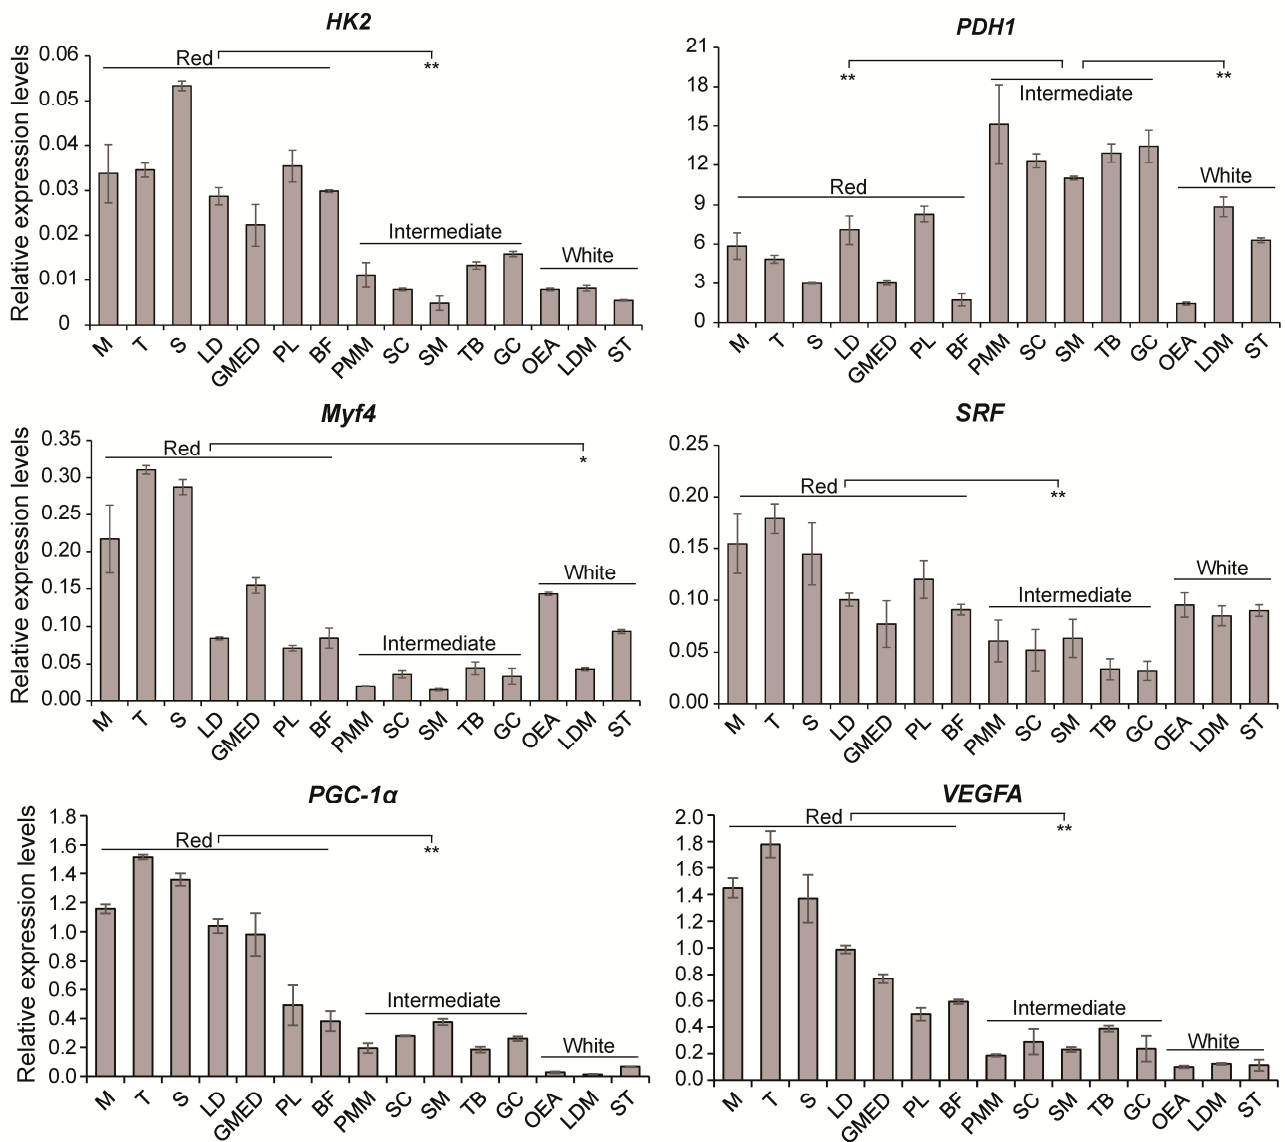 HK2
Relative expression levels
0.06
0.05
0.04
0.03
0.02
0.01
0
Red
**
Intermediate
White
M T S LD GMED PL BF PMM SC SM TB GC OEA LDM ST
PDH1
21
18
15
12
9
6
3
0
**
**
Intermediate
Red
White
M T S LD GMED PL BF PMM SC SM TB GC OEA LDM ST
Myf4
Relative expression levels
0.35
0.30
0.25
0.20
0.15
0.10
0.05
0.00
Red
*
White
Intermediate
M T S LD GMED PL BF PMM SC SM TB GC OEA LDM ST
SRF
0.25
0.20
0.15
0.10
0.05
0.00
Red
**
White
Intermediate
M T S LD GMED PL BF PMM SC SM TB GC OEA LDM ST
PGC-1α
Relative expression levels
1.8
1.6
1.4
1.2
1.0
0.8
0.6
0.4
0.2
0.0
Red
**
Intermediate
White
M T S LD GMED PL BF PMM SC SM TB GC OEA LDM ST
VEGFA
2.0
1.8
1.6
1.4
1.2
1.0
0.8
0.6
0.4
0.2
0.0
Red
**
Intermediate
White
M T S LD GMED PL BF PMM SC SM TB GC OEA LDM ST